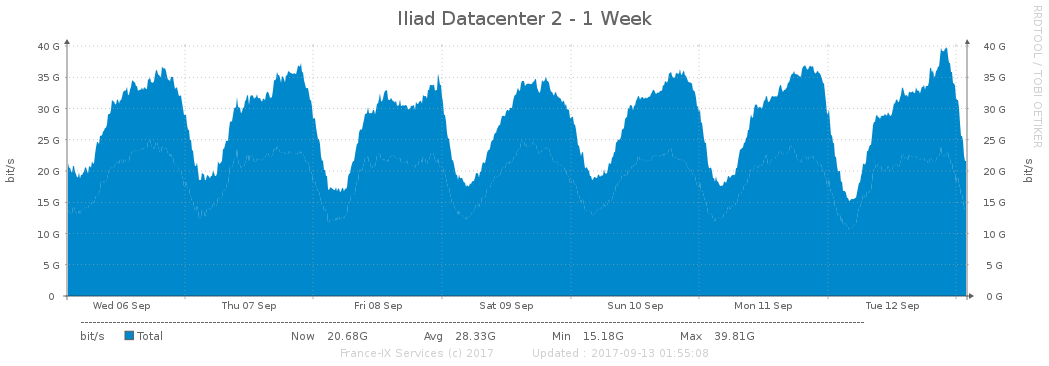 Iliad Datacenter 2 - 1 Week
RRDTOOL / TOBI OETIKER
bit/s
40 G 40 G
35 G 35 G
30 G 30 G
25 G 25 G
20 G 20 G
15 G 15 G
10 G 10 G
5 G 5 G
0 0 G
bit/s
Wed 06 Sep Thu 07 Sep Fri 08 Sep Sat 09 Sep Sun 10 Sep Mon 11 Sep Tue 12 Sep
bit/s Total Now 20.68G Avg 28.33G Min 15.18G Max 39.81G
France-IX Services (c) 2017 Updated : 2017-09-13 01:55:08